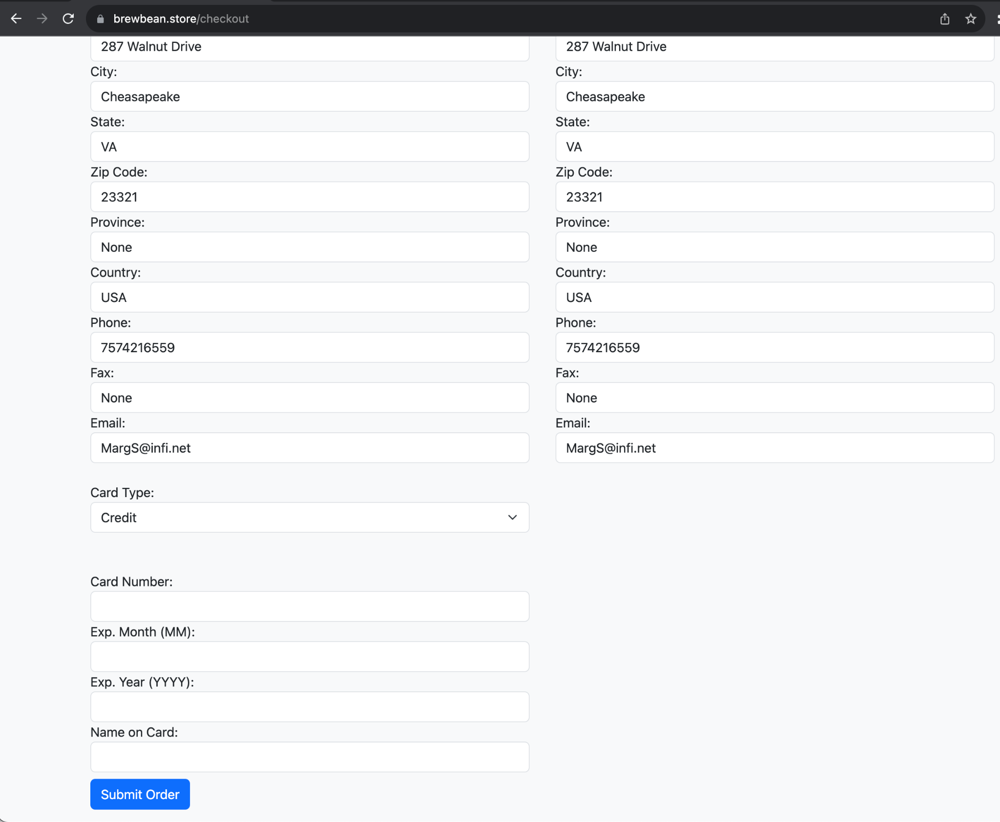 brewbean.store/checkout
287 Walnut Drive
287 Walnut Drive
City:
City:
Cheasapeake
Cheasapeake
State:
State:
VA
VA
Zip Code:
Zip Code:
23321
23321
Province:
Province:
None
None
Country:
Country:
USA
USA
Phone:
Phone:
7574216559
7574216559
Fax:
Fax:
None
None
Email:
Email:
MargS@infi.net
MargS@infi.net
Card Type:
Credit
Card Number:
Exp. Month (MM):
Exp. Year (YYYY):
Name on Card:
Submit Order